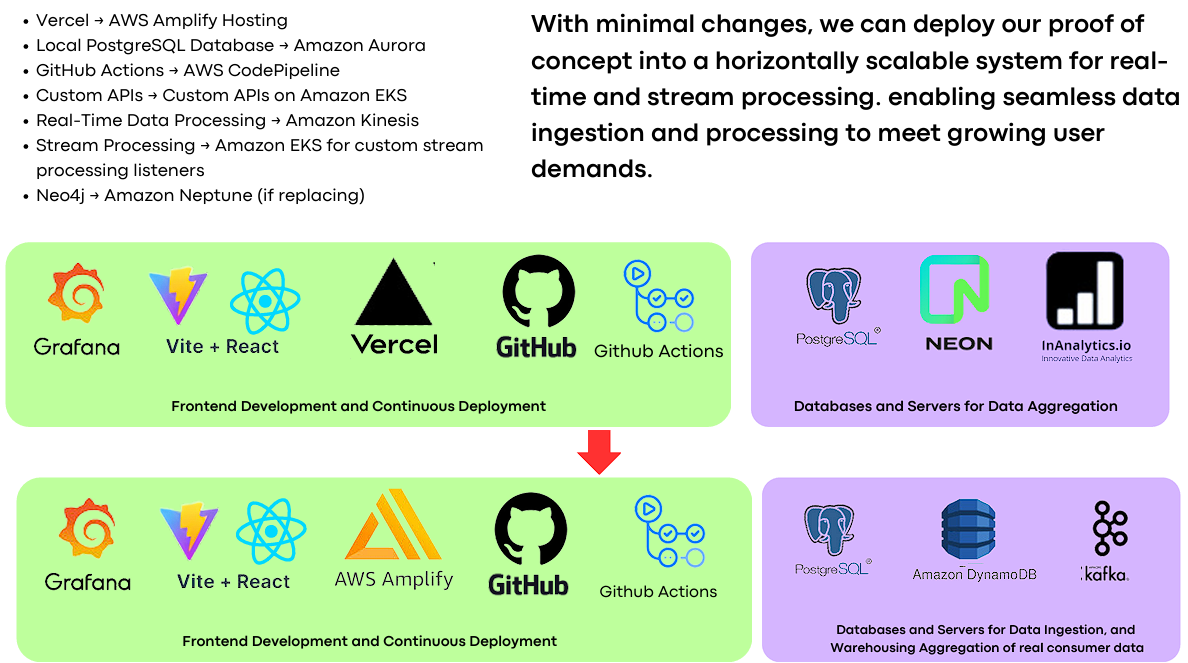 • Vercel → AWS Amplify Hosting
• Local PostgreSQL Database → Amazon Aurora
• GitHub Actions → AWS CodePipeline
• Custom APIs → Custom APIs on Amazon EKS
• Real-Time Data Processing → Amazon Kinesis
• Stream Processing → Amazon EKS for custom stream
processing listeners
• Neo4j → Amazon Neptune (if replacing)
With minimal changes, we can deploy our proof of
concept into a horizontally scalable system for real-
time and stream processing. enabling seamless data
ingestion and processing to meet growing user
demands.
Grafana
Vite + React
Vercel
GitHub
Github Actions
Frontend Development and Continuous Deployment
PostgreSQL®
NEON
InAnalytics.io
Innovative Data Analytics
Databases and Servers for Data Aggregation
Grafana
Vite + React
AWS Amplify
GitHub
Github Actions
Frontend Development and Continuous Deployment
PostgreSQL®
Amazon DynamoDB
kafka®
Databases and Servers for Data Ingestion, and
Warehousing Aggregation of real consumer data